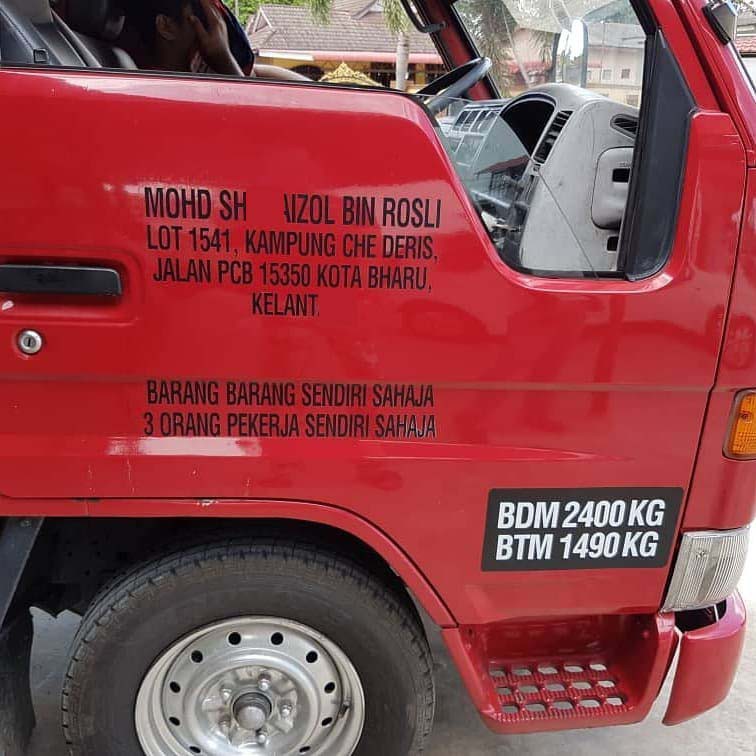 MOHD SH AIZOL BIN ROSLI
LOT 1541, KAMPUNG CHE DERIS,
JALAN PCB 15350 KOTA BHARU,
KELANT
BARANG BARANG SENDIRI SAHAJA
3 ORANG PEKERJA SENDIRI SAHAJA
BDM 2400 KG
BTM 1490 KG